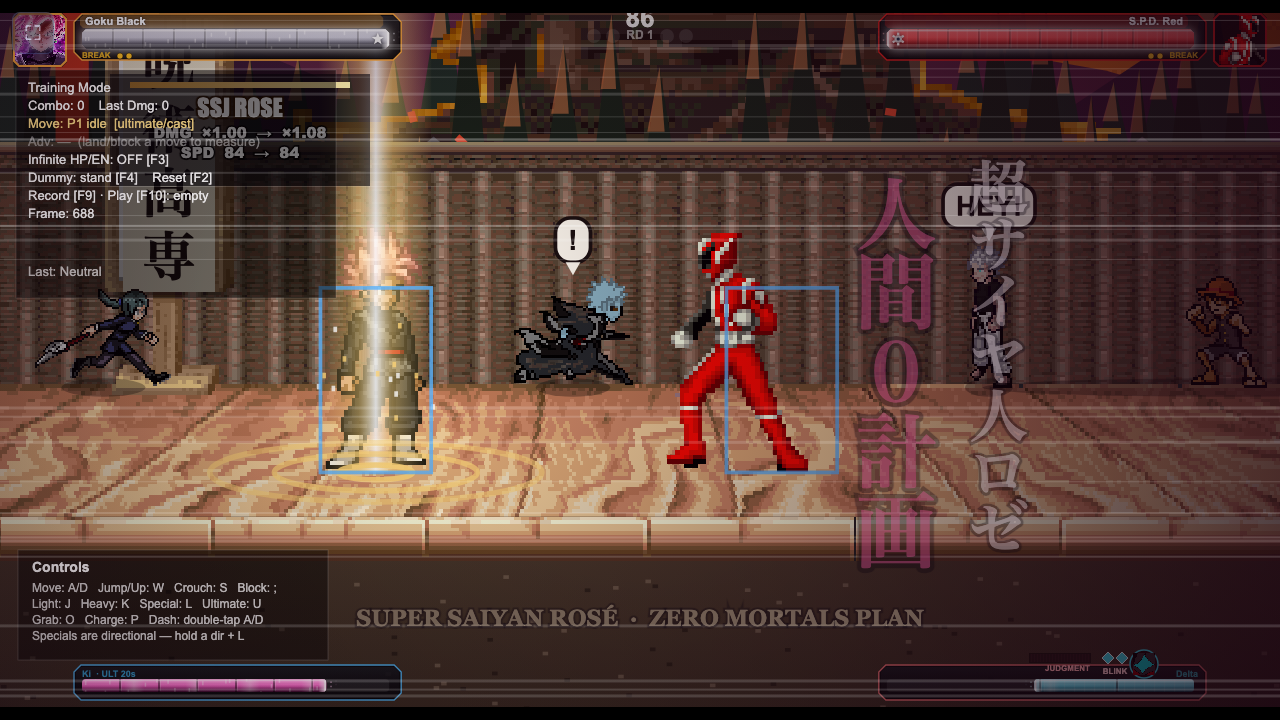 Goku Black
BREAK
86
RD 1
S.P.D. Red
BREAK
Training Mode
Combo: 0 Last Dmg: 0
Move: P1 idle [ultimate/cast]
Adv: — (land/block a move to measure)
Infinite HP/EN: OFF [F3]
Dummy: stand [F4] Reset [F2]
Record [F9] · Play [F10]: empty
Frame: 688
Last: Neutral
SSJ ROSE
DMG ×1.00 → ×1.08
SPD 84 → 84
高専
!
HEY!
超サイヤ人ロゼ
人間0計画
SUPER SAIYAN ROSÉ · ZERO MORTALS PLAN
Controls
Move: A/D Jump/Up: W Crouch: S Block: ;
Light: J Heavy: K Special: L Ultimate: U
Grab: O Charge: P Dash: double-tap A/D
Specials are directional — hold a dir + L
Ki · ULT 20s
JUDGMENT
BLINK
Delta